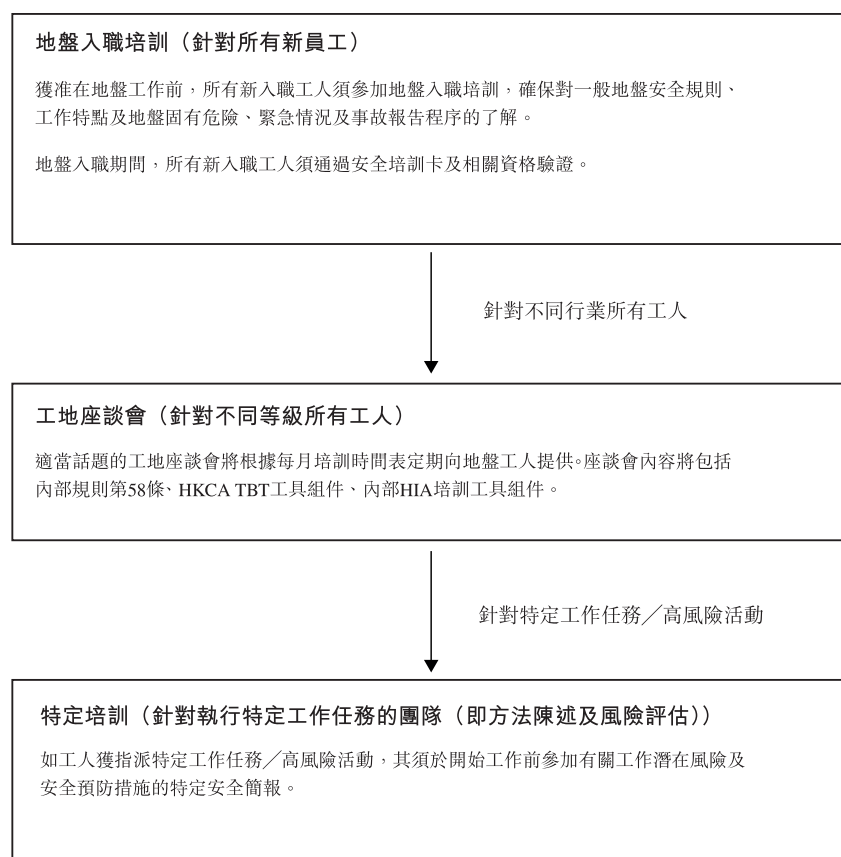 地盤入職培訓（針對所有新員工）
獲准在地盤工作前，所有新入職工人須參加地盤入職培訓，確保對一般地盤安全規則、
工作特點及地盤固有危險、緊急情況及事故報告程序的了解。
地盤入職期間，所有新入職工人須通過安全培訓卡及相關資格驗證。
針對不同行業所有工人
工地座談會（針對不同等級所有工人）
適當話題的工地座談會將根據每月培訓時間表定期向地盤工人提供。座談會內容將包括
內部規則第58條、HKCA TBT工具組件、內部HIA培訓工具組件。
針對特定工作任務／高風險活動
特定培訓（針對執行特定工作任務的團隊（即方法陳述及風險評估））
如工人獲指派特定工作任務／高風險活動，其須於開始工作前參加有關工作潛在風險及
安全預防措施的特定安全簡報。